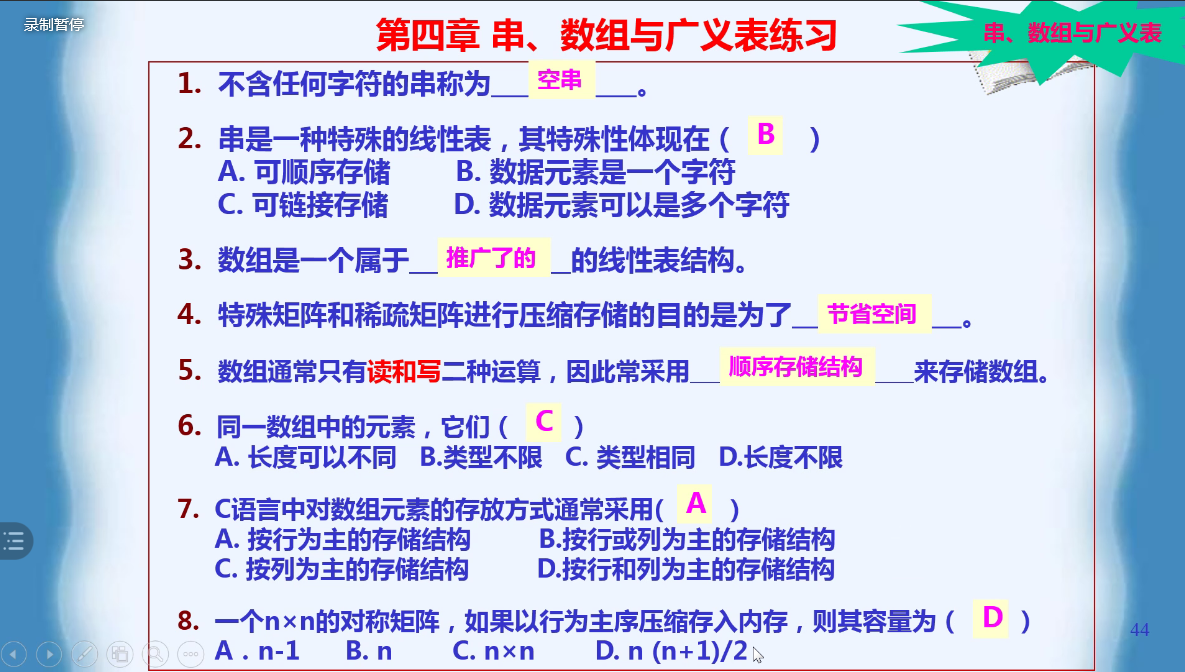 录制暂停
第四章 串、数组与广义表练习
串、数组与广义表
1. 不含任何字符的串称为___空串___。
2. 串是一种特殊的线性表，其特殊性体现在（ B ）
A. 可顺序存储 B. 数据元素是一个字符
C. 可链接存储 D. 数据元素可以是多个字符
3. 数组是一个属于__推广了的__的线性表结构。
4. 特殊矩阵和稀疏矩阵进行压缩存储的目的是为了__节省空间__。
5. 数组通常只有读和写二种运算，因此常采用__顺序存储结构___来存储数组。
6. 同一数组中的元素，它们（ C ）
A. 长度可以不同 B.类型不限 C. 类型相同 D.长度不限
7. C语言中对数组元素的存放方式通常采用( A ）
A. 按行为主的存储结构 B.按行或列为主的存储结构
C. 按列为主的存储结构 D.按行和列为主的存储结构
8. 一个n×n的对称矩阵，如果以行为主序压缩存入内存，则其容量为（ D ）
A．n-1 B. n C. n×n D. n (n+1)/2
44